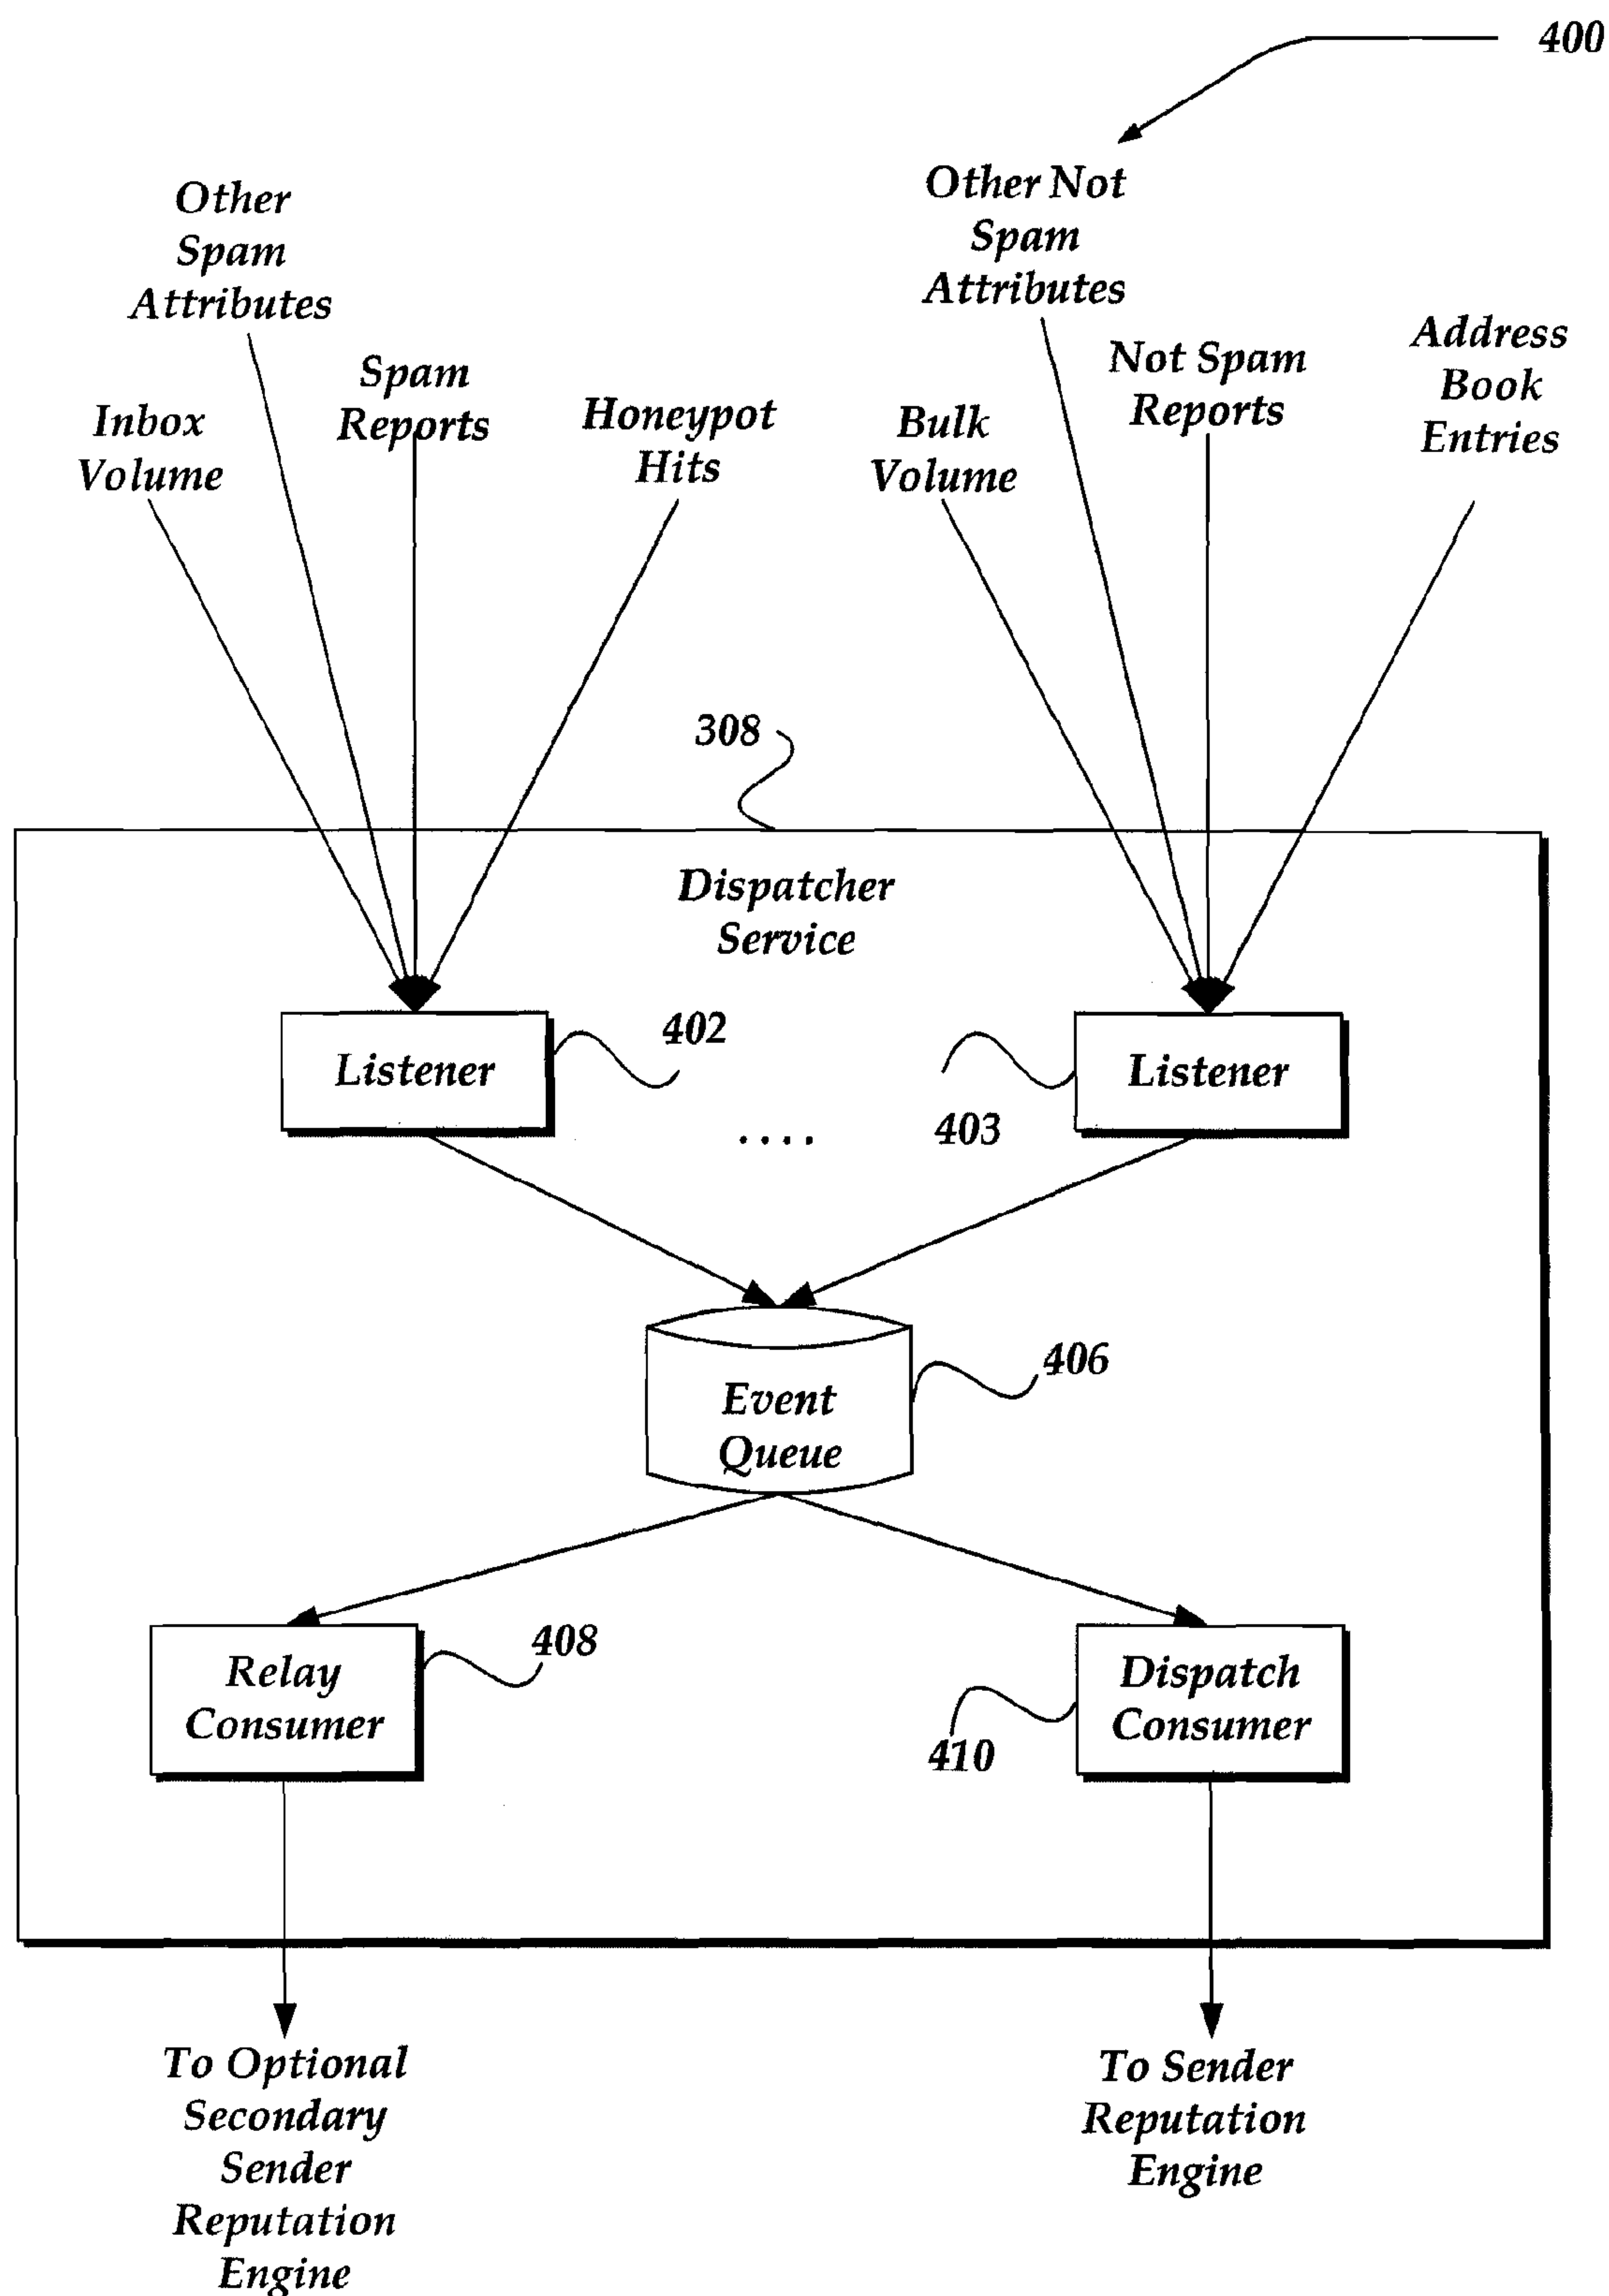 400
Other
Spam
Attributes
Other Not
Spam
Attributes
Inbox
Volume
Spam
Reports
Honeypot
Hits
Bulk
Volume
Not Spam
Reports
Address
Book
Entries
308
Dispatcher
Service
Listener
402
....
403
Listener
Event
Queue
406
Relay
Consumer
408
410
Dispatch
Consumer
To Optional
Secondary
Sender
Reputation
Engine
To Sender
Reputation
Engine